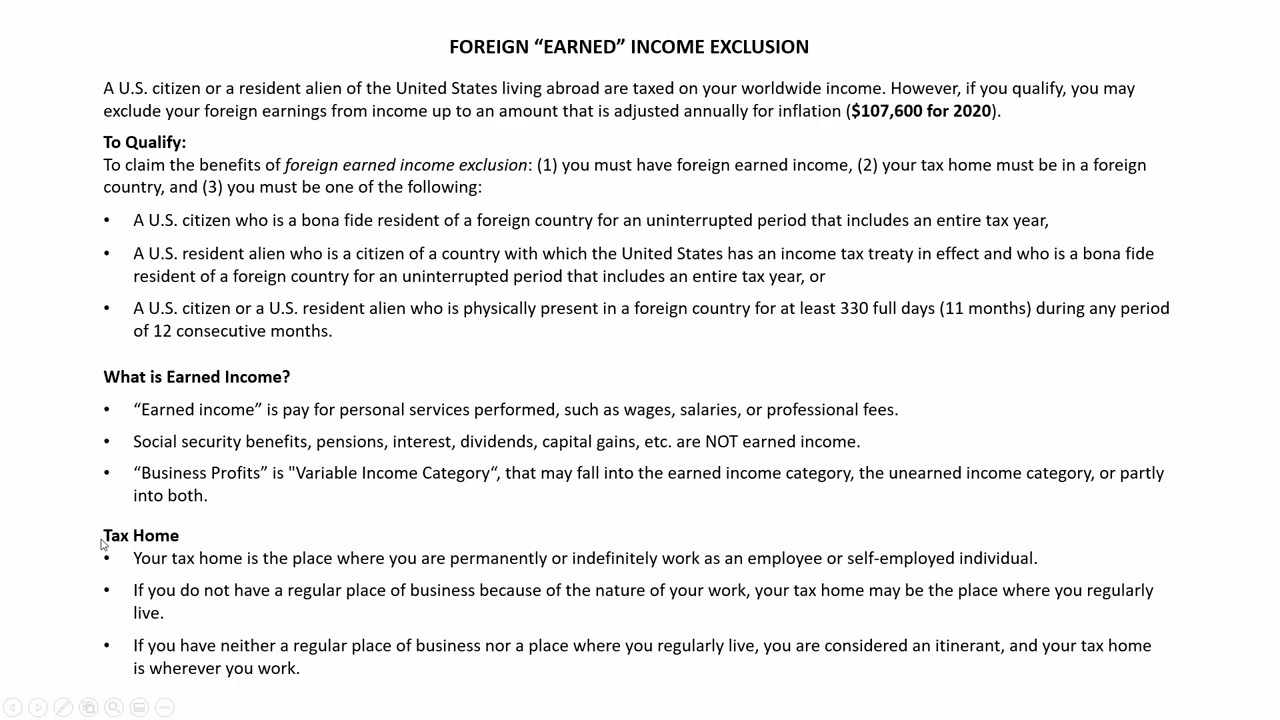 FOREIGN “EARNED” INCOME EXCLUSION
A U.S. citizen or a resident alien of the United States living abroad are taxed on your worldwide income. However, if you qualify, you may
exclude your foreign earnings from income up to an amount that is adjusted annually for inflation ($107,600 for 2020).
To Qualify:
To claim the benefits of foreign earned income exclusion: (1) you must have foreign earned income, (2) your tax home must be in a foreign
country, and (3) you must be one of the following:
• A U.S. citizen who is a bona fide resident of a foreign country for an uninterrupted period that includes an entire tax year,
• A U.S. resident alien who is a citizen of a country with which the United States has an income tax treaty in effect and who is a bona fide
resident of a foreign country for an uninterrupted period that includes an entire tax year, or
• A U.S. citizen or a U.S. resident alien who is physically present in a foreign country for at least 330 full days (11 months) during any period
of 12 consecutive months.
What is Earned Income?
• “Earned income” is pay for personal services performed, such as wages, salaries, or professional fees.
• Social security benefits, pensions, interest, dividends, capital gains, etc. are NOT earned income.
• “Business Profits” is "Variable Income Category“, that may fall into the earned income category, the unearned income category, or partly
into both.
Tax Home
• Your tax home is the place where you are permanently or indefinitely work as an employee or self-employed individual.
• If you do not have a regular place of business because of the nature of your work, your tax home may be the place where you regularly
live.
• If you have neither a regular place of business nor a place where you regularly live, you are considered an itinerant, and your tax home
is wherever you work.